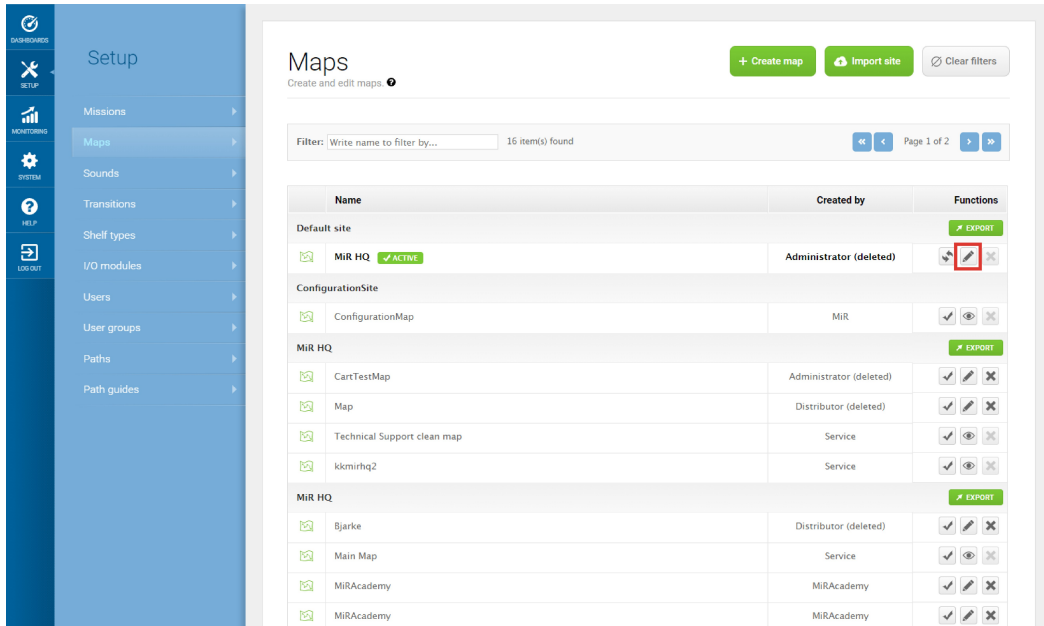 DASHBOARDS
SETUP
MONITORING
SYSTEM
HELP
LOG OUT
Setup
Missions
Maps
Sounds
Transitions
Shelf types
I/O modules
Users
User groups
Paths
Path guides
Maps
Create and edit maps. ?
+ Create map
Import site
Clear filters
Filter: Write name to filter by... 16 item(s) found
« ‹ Page 1 of 2 › »
Name Created by Functions
Default site EXPORT
MiR HQ ACTIVE Administrator (deleted)
ConfigurationSite
ConfigurationMap MiR
MiR HQ EXPORT
CartTestMap Administrator (deleted)
Map Distributor (deleted)
Technical Support clean map Service
kkmirhq2 Service
MiR HQ EXPORT
Bjarke Distributor (deleted)
Main Map Service
MiRAcademy MiRAcademy
MiRAcademy MiRAcademy